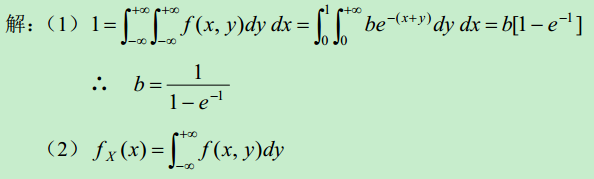 解：（1）1=∫_{-∞}^{+∞}∫_{-∞}^{+∞} f(x, y)dy dx=∫_0^1∫_0^{+∞} be^{-(x+y)}dy dx=b[1-e^{-1}]
∴ b=\frac{1}{1-e^{-1}}
（2）f_X(x)=∫_{-∞}^{+∞} f(x, y)dy